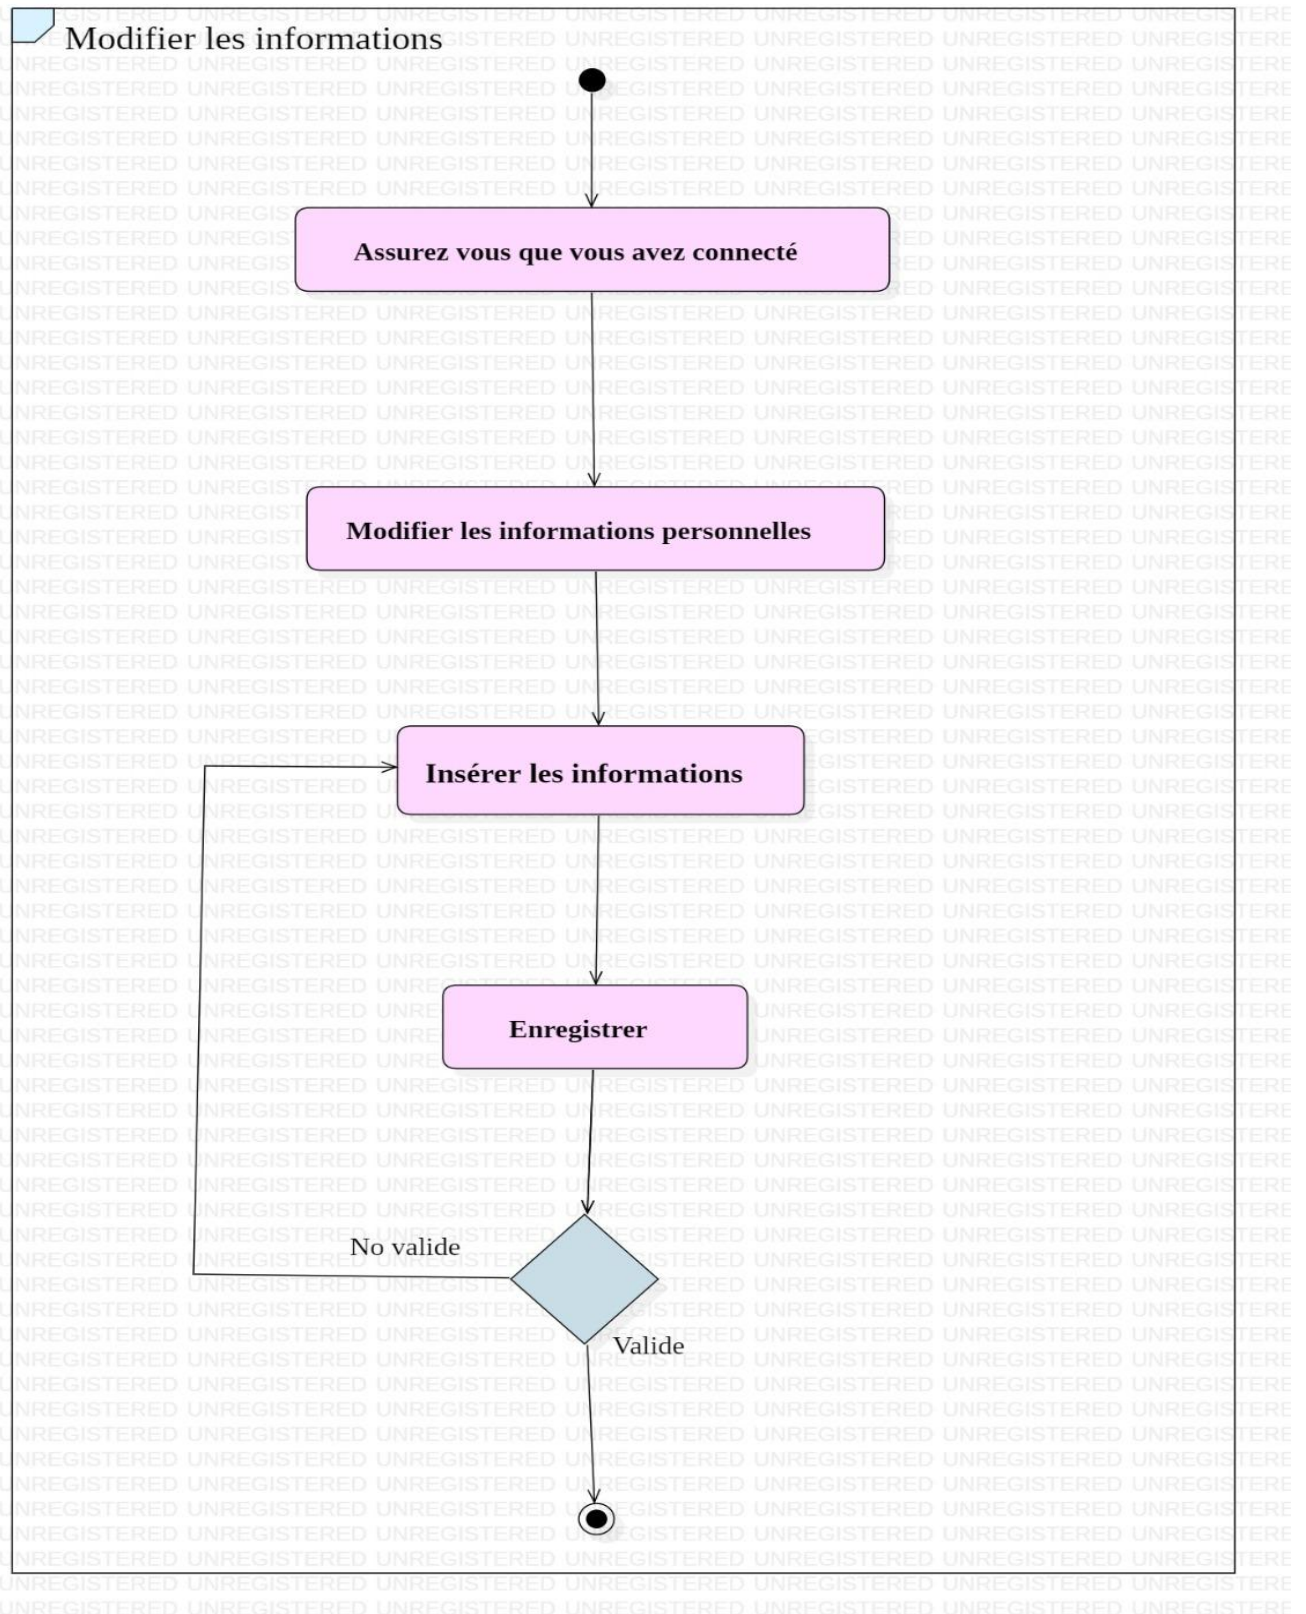 Modifier les informations
Assurez vous que vous avez connecté
Modifier les informations personnelles
Insérer les informations
Enregistrer
No valide
Valide
UNREGISTERED